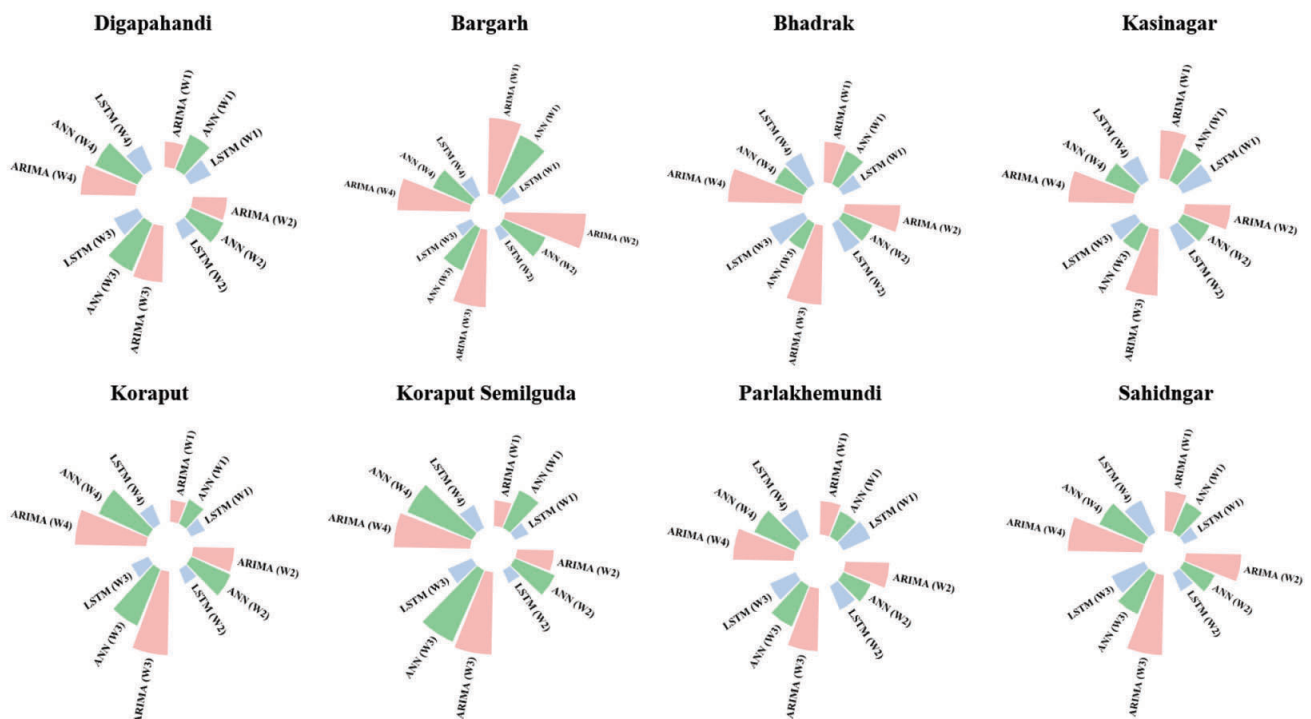 Digapahandi
Bargarh
Bhadrak
Kasinagar
ARIMA (W1)
ANN (W1)
LSTM (W1)
ARIMA (W2)
ANN (W2)
LSTM (W2)
ARIMA (W3)
ANN (W3)
LSTM (W3)
ARIMA (W4)
ANN (W4)
LSTM (W4)
ARIMA (W1)
ANN (W1)
LSTM (W1)
ARIMA (W2)
ANN (W2)
LSTM (W2)
ARIMA (W3)
ANN (W3)
LSTM (W3)
ARIMA (W4)
ANN (W4)
LSTM (W4)
ARIMA (W1)
ANN (W1)
LSTM (W1)
ARIMA (W2)
ANN (W2)
LSTM (W2)
ARIMA (W3)
ANN (W3)
LSTM (W3)
ARIMA (W4)
ANN (W4)
LSTM (W4)
ARIMA (W1)
ANN (W1)
LSTM (W1)
ARIMA (W2)
ANN (W2)
LSTM (W2)
ARIMA (W3)
ANN (W3)
LSTM (W3)
ARIMA (W4)
ANN (W4)
LSTM (W4)
Koraput
Koraput Semilguda
Parlakhemundi
Sahidngar
ARIMA (W1)
ANN (W1)
LSTM (W1)
ARIMA (W2)
ANN (W2)
LSTM (W2)
ARIMA (W3)
ANN (W3)
LSTM (W3)
ARIMA (W4)
ANN (W4)
LSTM (W4)
ARIMA (W1)
ANN (W1)
LSTM (W1)
ARIMA (W2)
ANN (W2)
LSTM (W2)
ARIMA (W3)
ANN (W3)
LSTM (W3)
ARIMA (W4)
ANN (W4)
LSTM (W4)
ARIMA (W1)
ANN (W1)
LSTM (W1)
ARIMA (W2)
ANN (W2)
LSTM (W2)
ARIMA (W3)
ANN (W3)
LSTM (W3)
ARIMA (W4)
ANN (W4)
LSTM (W4)
ARIMA (W1)
ANN (W1)
LSTM (W1)
ARIMA (W2)
ANN (W2)
LSTM (W2)
ARIMA (W3)
ANN (W3)
LSTM (W3)
ARIMA (W4)
ANN (W4)
LSTM (W4)